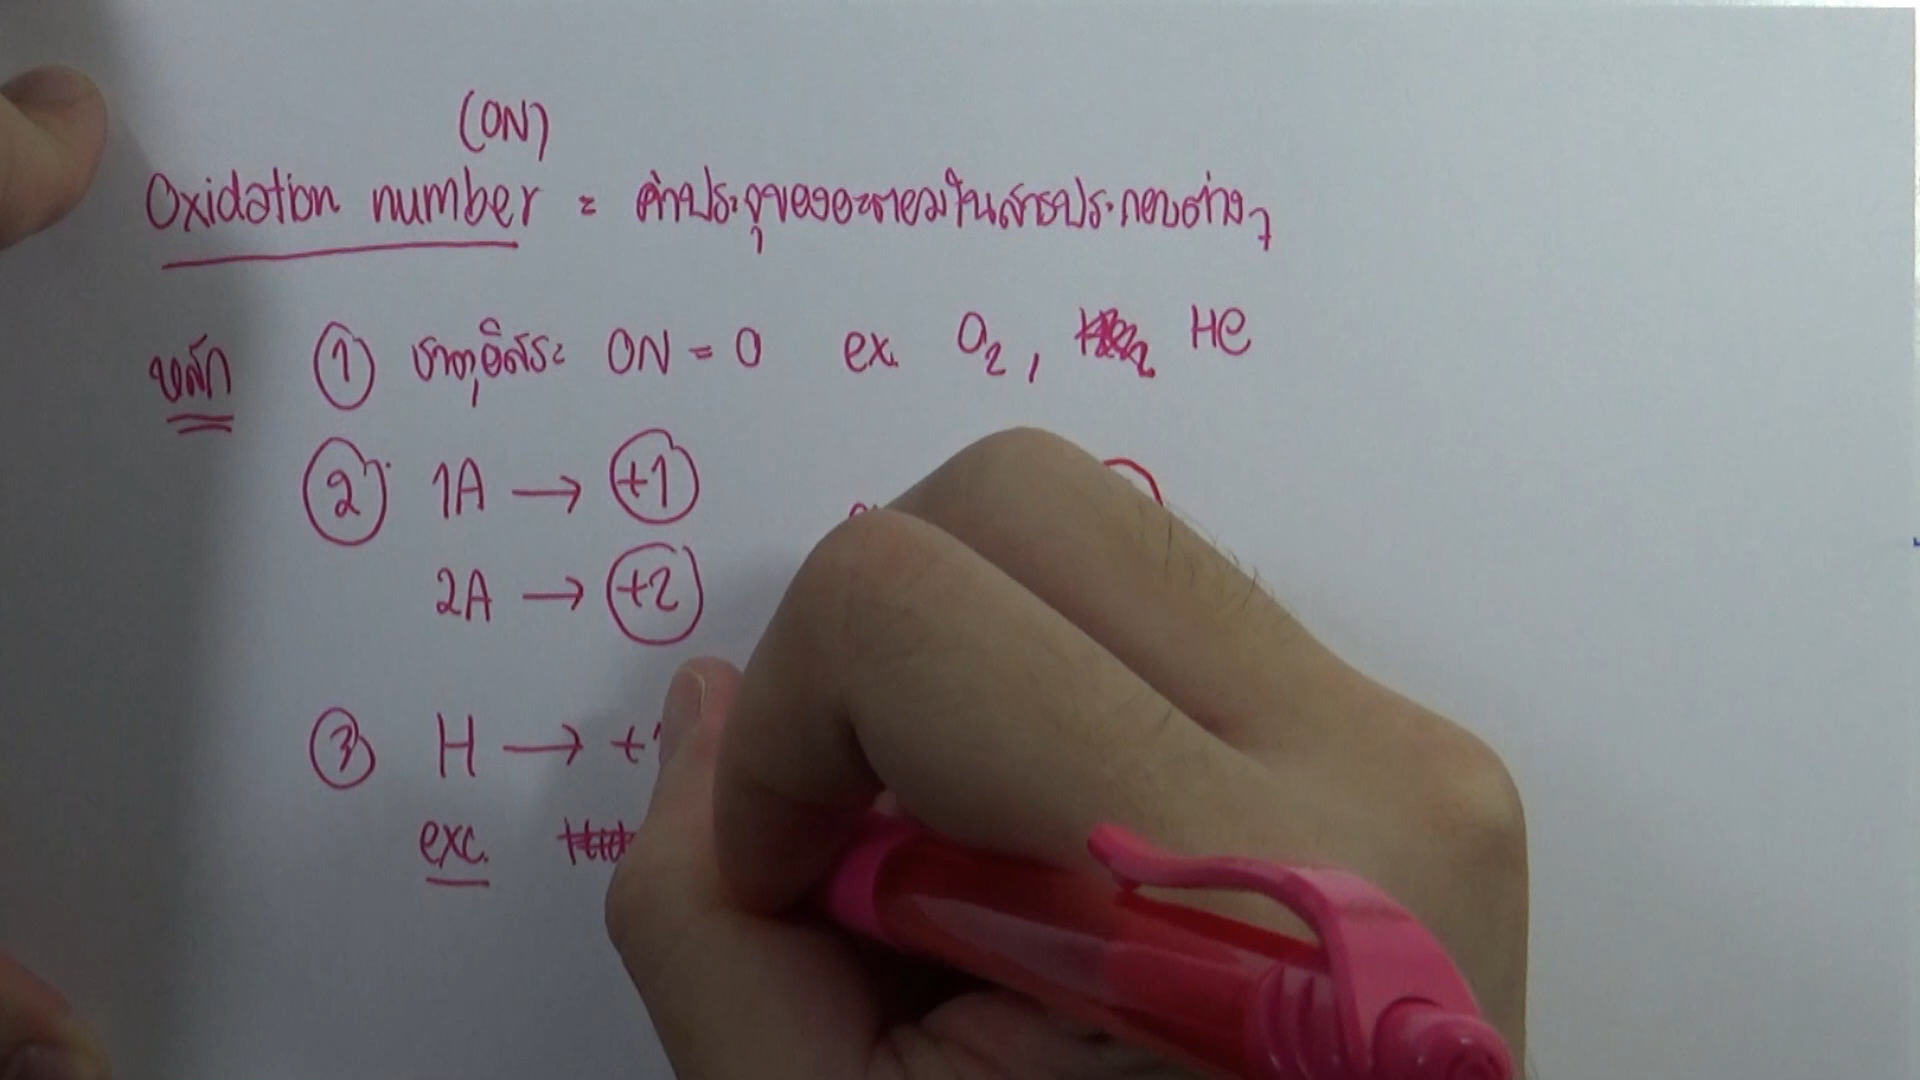 (ON)
Oxidation number = ค่าประจุของอะตอมในสารประกอบต่างๆ
หลัก ① ธาตุอิสระ ON = 0 ex. O₂, He
② 1A → +1
2A → +2
③ H → +
exc.